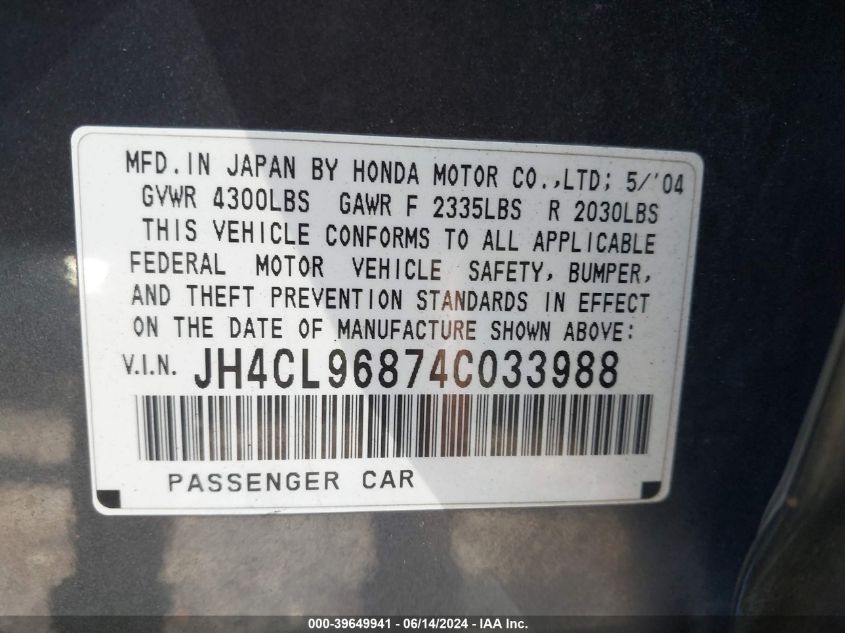 MFD. IN JAPAN BY HONDA MOTOR CO.,LTD; 5/'04
GVWR 4300LBS GAWR F 2335LBS R 2030LBS
THIS VEHICLE CONFORMS TO ALL APPLICABLE
FEDERAL MOTOR VEHICLE SAFETY, BUMPER,
AND THEFT PREVENTION STANDARDS IN EFFECT
ON THE DATE OF MANUFACTURE SHOWN ABOVE:
V.I.N. JH4CL96874C033988
PASSENGER CAR
000-39649941 - 06/14/2024 - IAA Inc.